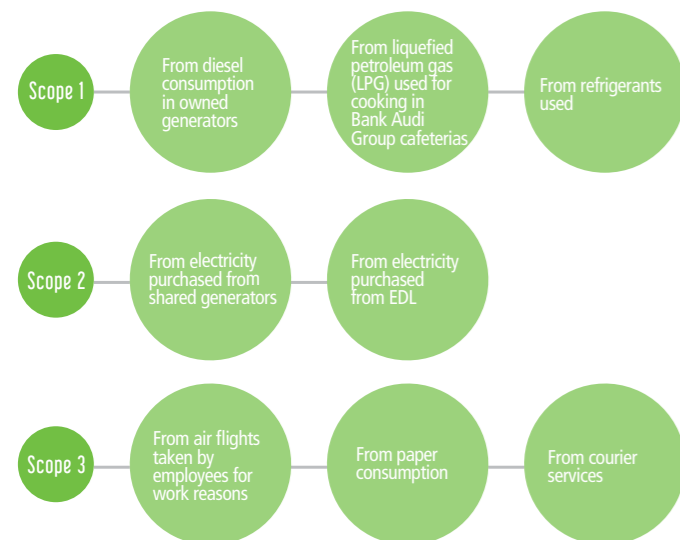 Scope 1
From diesel
consumption
in owned
generators
From liquefied
petroleum gas
(LPG) used for
cooking in
Bank Audi
Group cafeterias
From refrigerants
used
Scope 2
From electricity
purchased from
shared generators
From electricity
purchased
from EDL
Scope 3
From air flights
taken by
employees for
work reasons
From paper
consumption
From courier
services